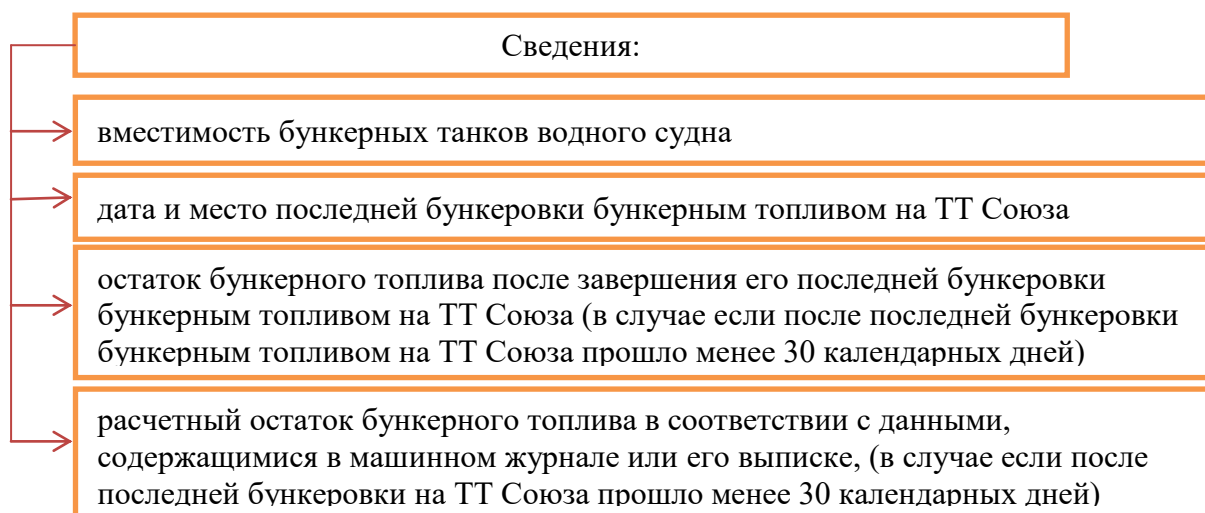 Сведения:
вместимость бункерных танков водного судна
дата и место последней бункеровки бункерным топливом на ТТ Союза
остаток бункерного топлива после завершения его последней бункеровки
бункерным топливом на ТТ Союза (в случае если после последней бункеровки
бункерным топливом на ТТ Союза прошло менее 30 календарных дней)
расчетный остаток бункерного топлива в соответствии с данными,
содержащимися в машинном журнале или его выписке, (в случае если после
последней бункеровки на ТТ Союза прошло менее 30 календарных дней)